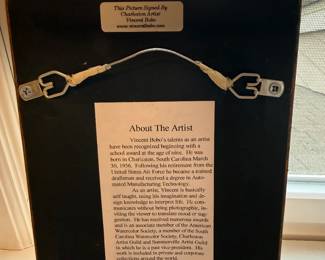 This Picture Signed By
Charleston Artist
Vincent Bobo
About The Artist
Vincent Bobo's talents as an artist
have been recognized beginning with a
school award at the age of nine. He was
born in Charleston, South Carolina March
30, 1956. Following his retirement from the
United States Air Force he became a trained
draftsman and received a degree in Auto-
mated Manufacturing Technology.
As an artist, Vincent is basically
self taught, using his imagination and de-
sign knowledge to interpret life. He com-
municates without being photographic, in-
viting the viewer to translate mood or sug-
gestion. He has received numerous awards
and is an associate member of the American
Watercolor Society, a member of the South
Carolina Watercolor Society, Charleston
Artist Guild and Summerville Artist Guild
in which he is a past vice-president. His
work is included in private and corporate
collections around the world.